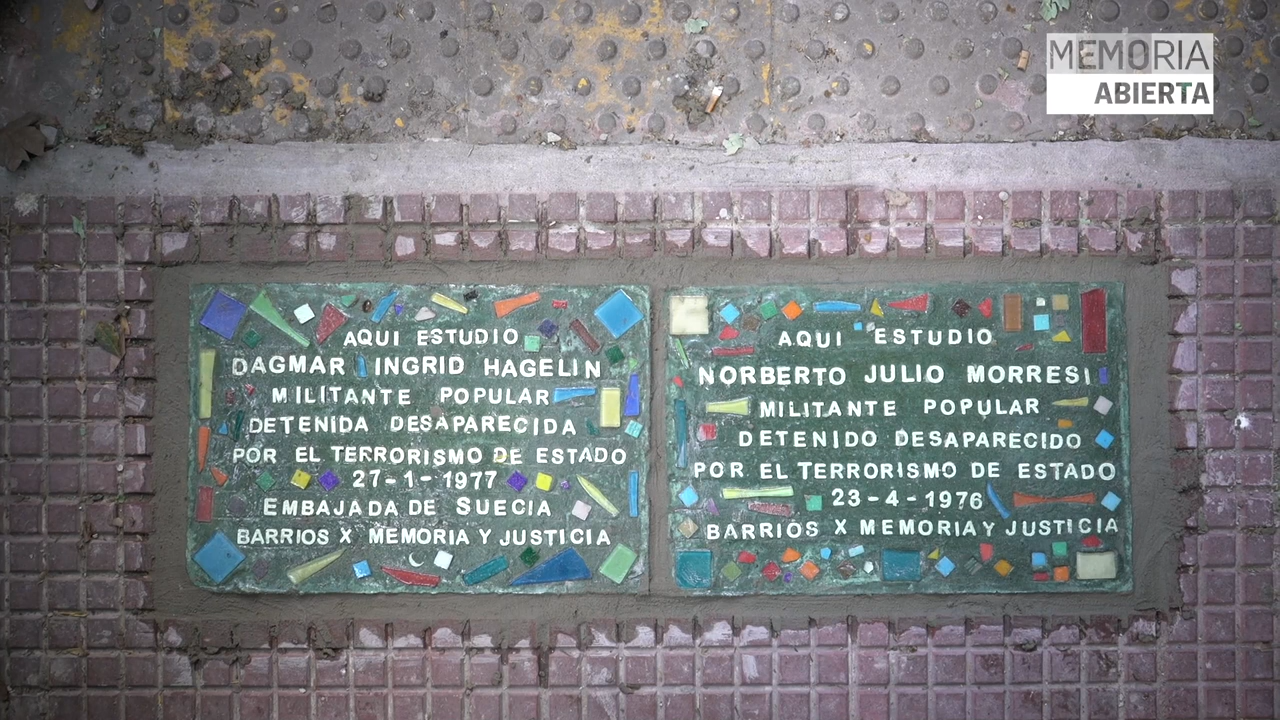 MEMORIA
ABIERTA
AQUI ESTUDIO
DAGMAR INGRID HAGELIN
MILITANTE POPULAR
DETENIDA DESAPARECIDA
POR EL TERRORISMO DE ESTADO
27-1-1977
EMBAJADA DE SUECIA
BARRIOS X MEMORIA Y JUSTICIA
AQUI ESTUDIO
NORBERTO JULIO MORRESI
MILITANTE POPULAR
DETENIDO DESAPARECIDO
POR EL TERRORISMO DE ESTADO
23-4-1976
BARRIOS X MEMORIA Y JUSTICIA